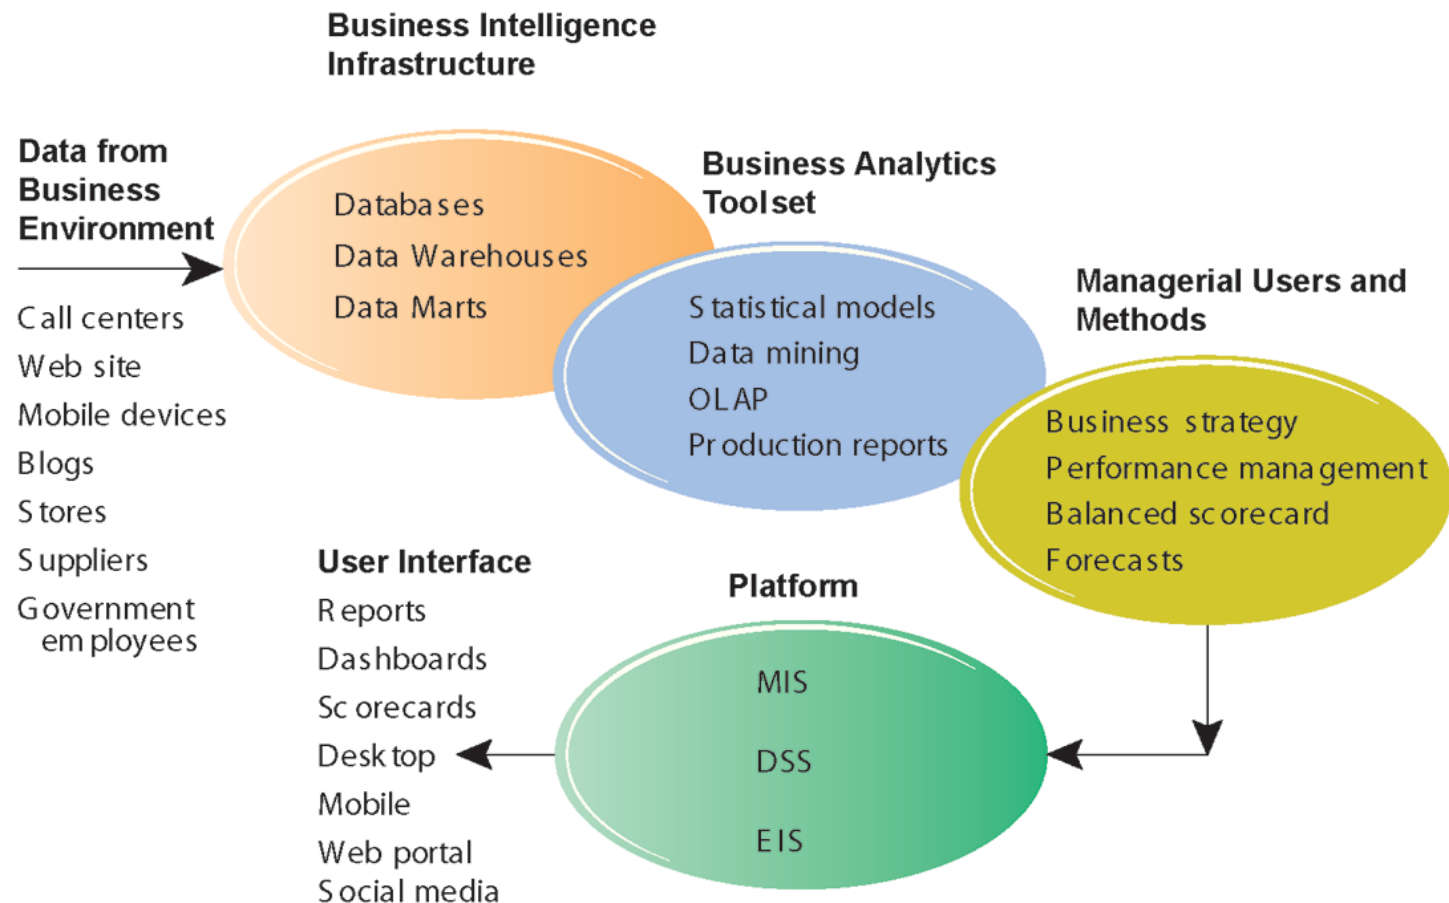 Business Intelligence
Infrastructure
Data from
Business
Environment
Call centers
Web site
Mobile devices
Blogs
Stores
Suppliers
Government
employees
Databases
Data Warehouses
Data Marts
Business Analytics
Toolset
Statistical models
Data mining
OLAP
Production reports
Managerial Users and
Methods
Business strategy
Performance management
Balanced scorecard
Forecasts
Platform
MIS
DSS
EIS
User Interface
Reports
Dashboards
Scorecards
Desktop
Mobile
Web portal
Social media